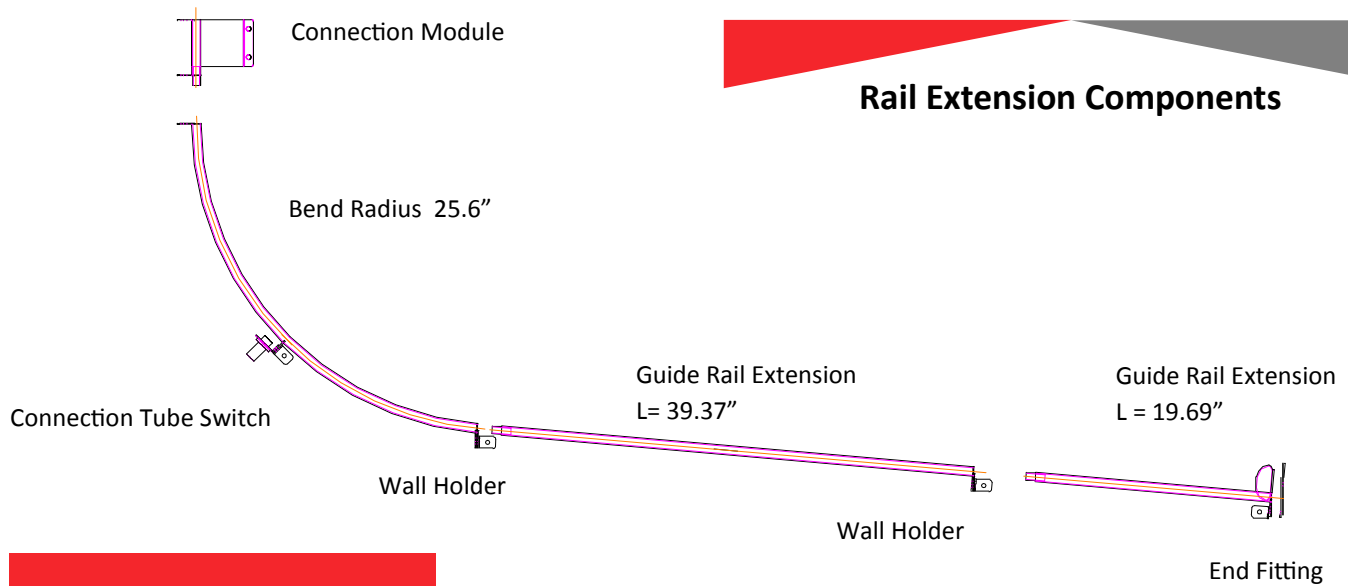 Connection Module
Rail Extension Components
Bend Radius  25.6”
Guide Rail Extension
L= 39.37”
Guide Rail Extension
L = 19.69”
Connection Tube Switch
Wall Holder
Wall Holder
End Fitting